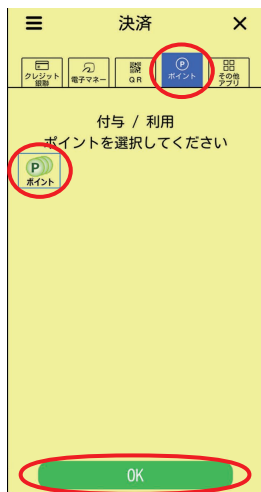 決済
クレジット
銀聯
電子マネー
QR
P
ポイント
その他
アプリ
付与 / 利用
ポイントを選択してください
P
ポイント
OK